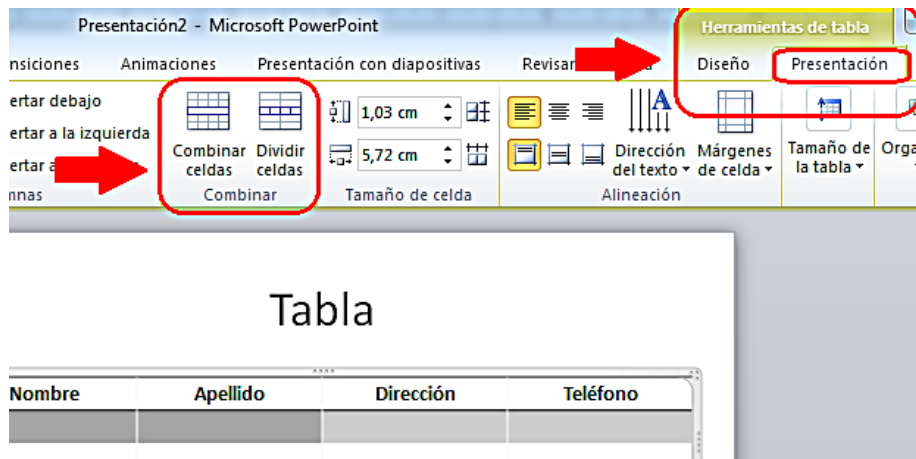 Presentación2 - Microsoft PowerPoint
Herramientas de tabla
nsiciones Animaciones Presentación con diapositivas Revisar Diseño Presentación
ertar debajo
ertar a la izquierda
ertar a
mnas
Combinar celdas
Dividir celdas
Combinar
1,03 cm
5,72 cm
Tamaño de celda
Dirección del texto
Márgenes de celda
Alineación
Tamaño de la tabla
Orga
Tabla
Nombre Apellido Dirección Teléfono